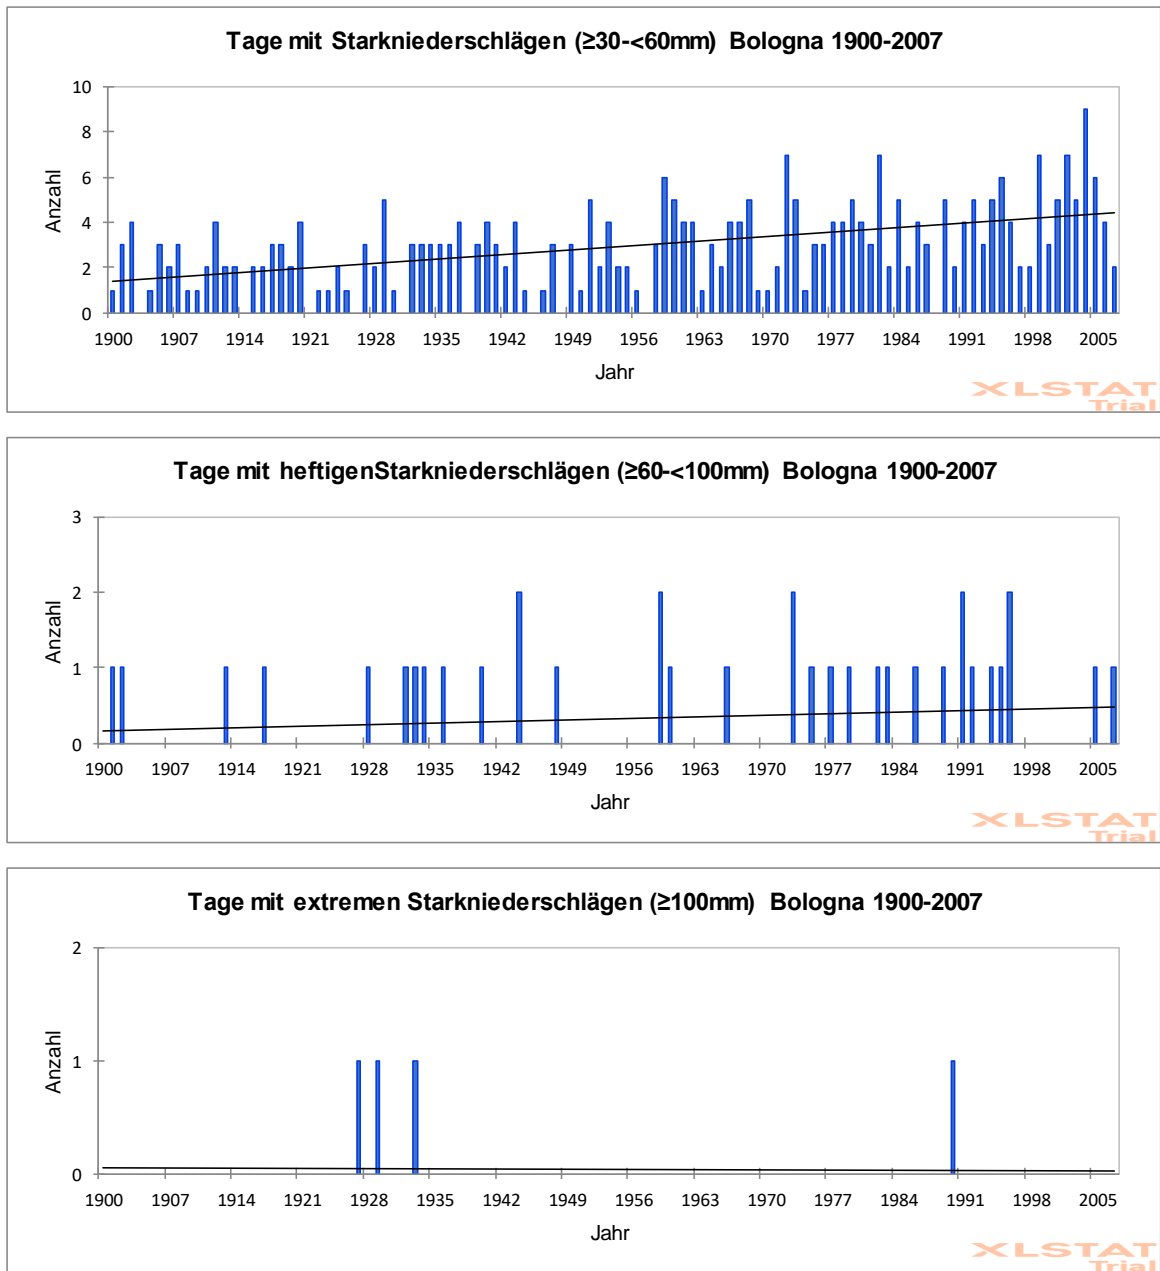 Tage mit Starkniederschlägen (≥30-<60mm) Bologna 1900-2007
10
8
6
4
2
0
Anzahl
1900 1907 1914 1921 1928 1935 1942 1949 1956 1963 1970 1977 1984 1991 1998 2005
Jahr
XLSTAT
Trial
Tage mit heftigenStarkniederschlägen (≥60-<100mm) Bologna 1900-2007
3
2
1
0
Anzahl
1900 1907 1914 1921 1928 1935 1942 1949 1956 1963 1970 1977 1984 1991 1998 2005
Jahr
XLSTAT
Trial
Tage mit extremen Starkniederschlägen (≥100mm) Bologna 1900-2007
2
1
0
Anzahl
1900 1907 1914 1921 1928 1935 1942 1949 1956 1963 1970 1977 1984 1991 1998 2005
Jahr
XLSTAT
Trial